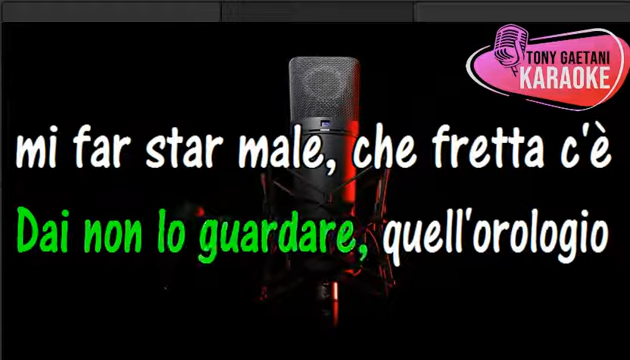 TONY GAETANI
KARAOKE
mi far star male, che fretta c'è
Dai non lo guardare, quell'orologio